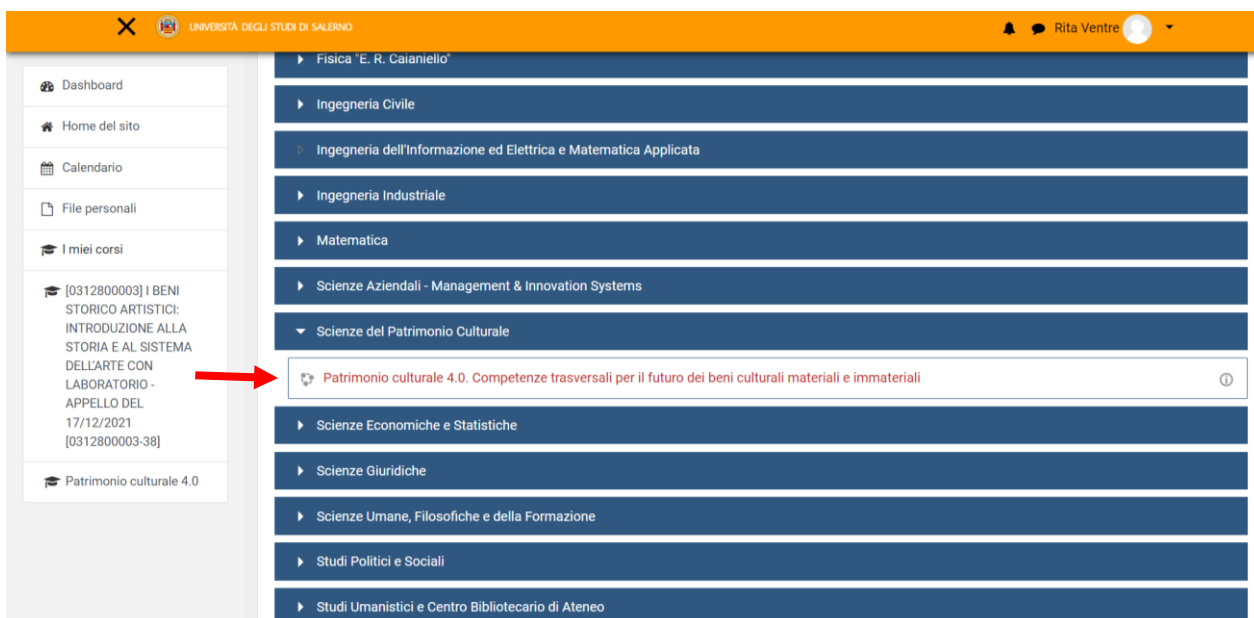 UNIVERSITÀ DEGLI STUDI DI SALERNO
Rita Ventre
Dashboard
Home del sito
Calendario
File personali
I miei corsi
[0312800003] I BENI
STORICO ARTISTICI:
INTRODUZIONE ALLA
STORIA E AL SISTEMA
DELL'ARTE CON
LABORATORIO -
APPELLO DEL
17/12/2021
[0312800003-38]
Patrimonio culturale 4.0
Fisica "E. R. Caianiello"
Ingegneria Civile
Ingegneria dell'Informazione ed Elettrica e Matematica Applicata
Ingegneria Industriale
Matematica
Scienze Aziendali - Management & Innovation Systems
Scienze del Patrimonio Culturale
Patrimonio culturale 4.0. Competenze trasversali per il futuro dei beni culturali materiali e immateriali
Scienze Economiche e Statistiche
Scienze Giuridiche
Scienze Umane, Filosofiche e della Formazione
Studi Politici e Sociali
Studi Umanistici e Centro Bibliotecario di Ateneo